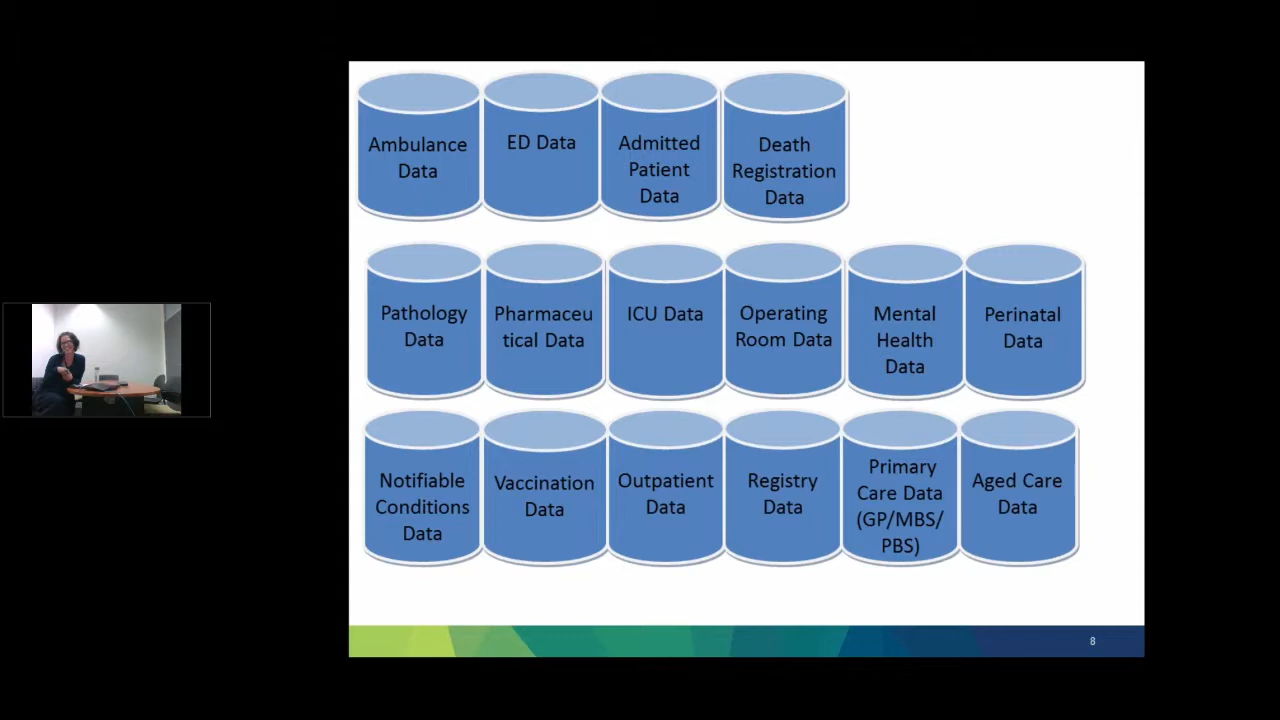 Ambulance
Data
ED Data
Admitted
Patient
Data
Death
Registration
Data
Pathology
Data
Pharmaceu
tical Data
ICU Data
Operating
Room Data
Mental
Health
Data
Perinatal
Data
Notifiable
Conditions
Data
Vaccination
Data
Outpatient
Data
Registry
Data
Primary
Care Data
(GP/MBS/
PBS)
Aged Care
Data
8